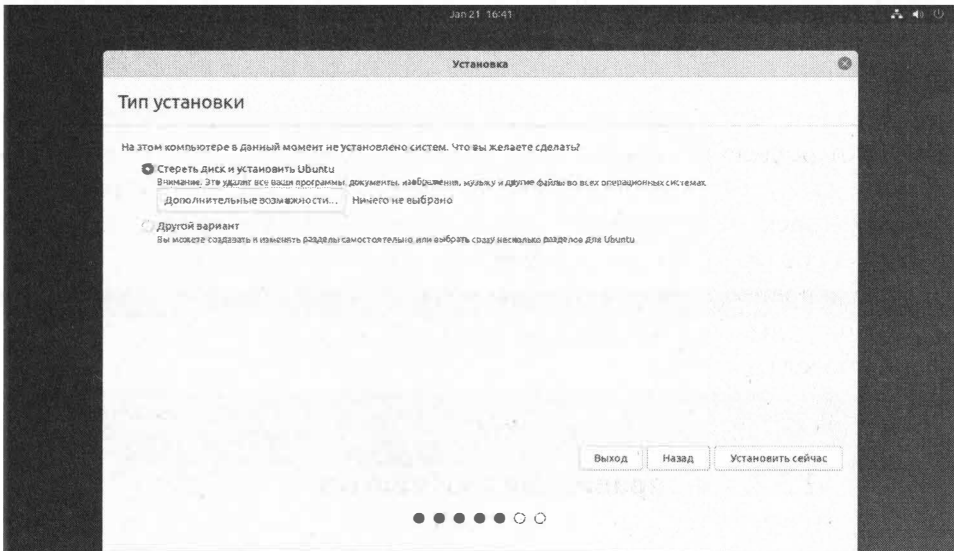 Jan 21 16:41
Установка
Тип установки
На этом компьютере в данный момент не установлено систем. Что вы желаете сделать?
Стереть диск и установить Ubuntu
Внимание. Это удалит все ваши программы, документы, изображения, музыку и другие файлы во всех операционных системах.
Дополнительные возможности... Ничего не выбрано
Другой вариант
Вы можете создавать и изменять разделы самостоятельно или выбрать сразу несколько разделов для Ubuntu
Выход Назад Установить сейчас